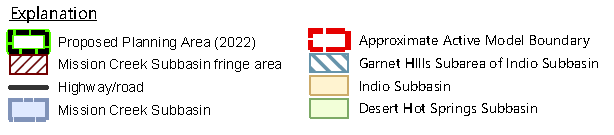 Explanation
Proposed Planning Area (2022)
Mission Creek Subbasin fringe area
Highway/road
Mission Creek Subbasin
Approximate Active Model Boundary
Garnet HIlls Subarea of Indio Subbasin
Indio Subbasin
Desert Hot Springs Subbasin